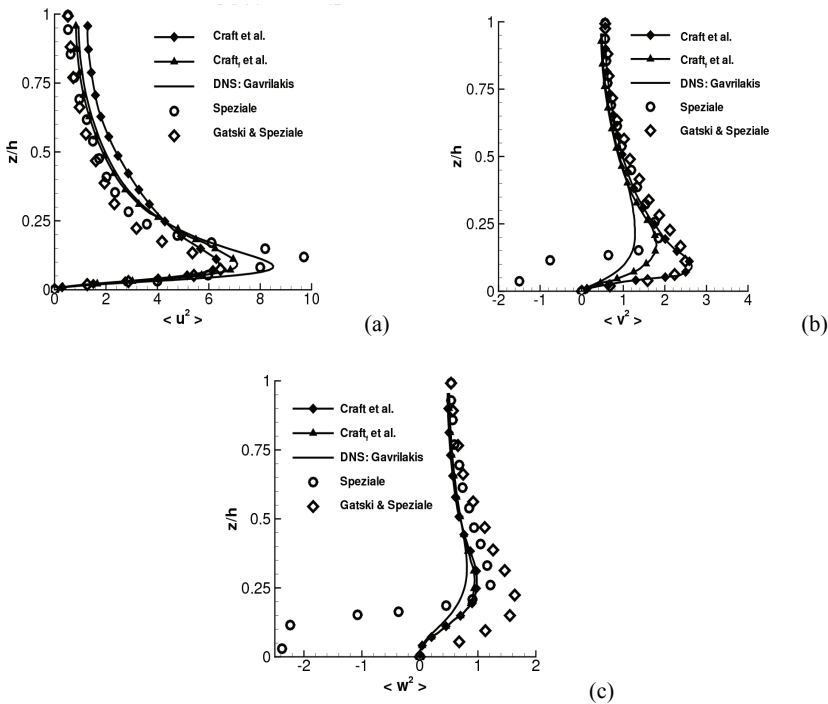 1
0.75
z/h
0.5
0.25
0
0 2 4 6 8 10
< u² >
Craft et al.
Craftₜ et al.
DNS: Gavrilakis
Speziale
Gatski & Speziale
(a)
1
0.75
z/h
0.5
0.25
0
-2 -1 0 1 2 3 4
< v² >
Craft et al.
Craftₜ et al.
DNS: Gavrilakis
Speziale
Gatski & Speziale
(b)
1
0.75
z/h
0.5
0.25
0
-2 -1 0 1 2
< w² >
Craft et al.
Craftₜ et al.
DNS: Gavrilakis
Speziale
Gatski & Speziale
(c)